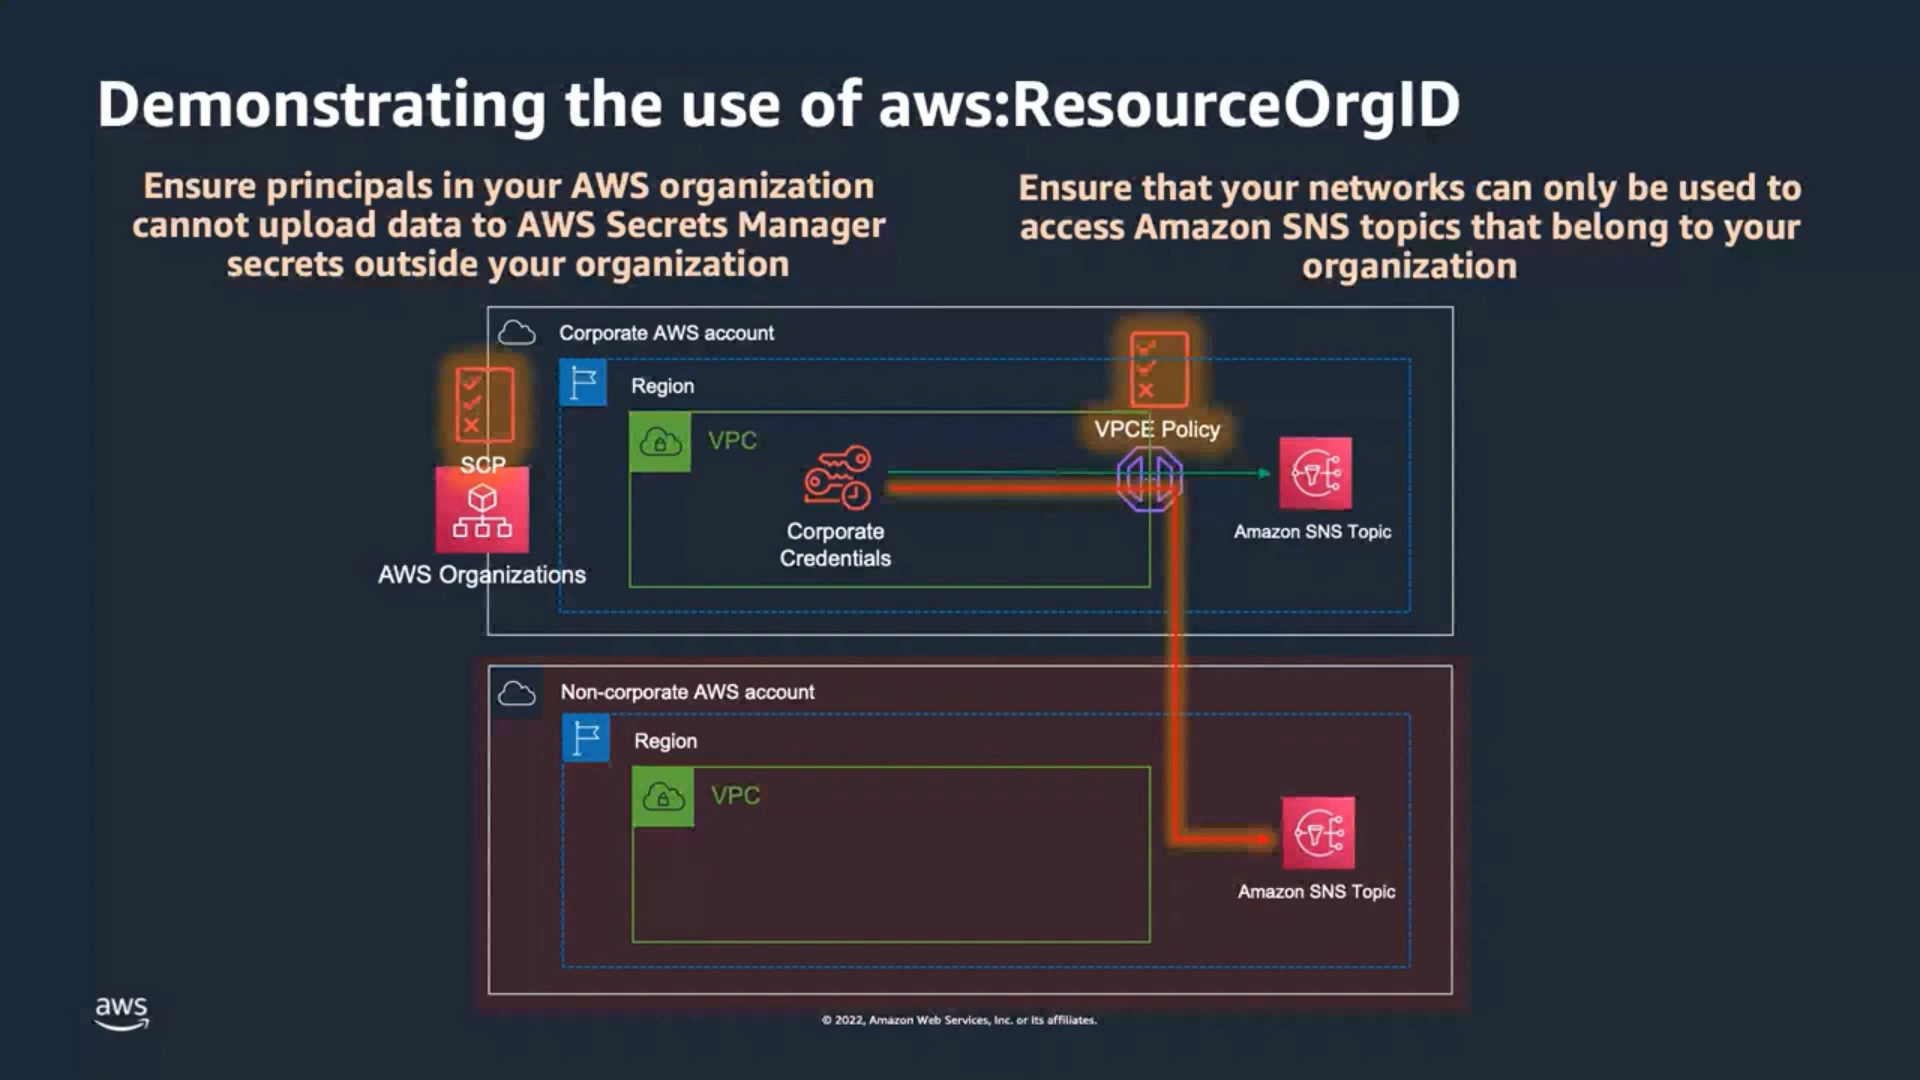 Demonstrating the use of aws:ResourceOrgID
Ensure principals in your AWS organization
cannot upload data to AWS Secrets Manager
secrets outside your organization
Ensure that your networks can only be used to
access Amazon SNS topics that belong to your
organization
Corporate AWS account
Region
VPC
VPCE Policy
SCP
AWS Organizations
Corporate
Credentials
Amazon SNS Topic
Non-corporate AWS account
Region
VPC
Amazon SNS Topic
aws
© 2022, Amazon Web Services, Inc. or its affiliates.